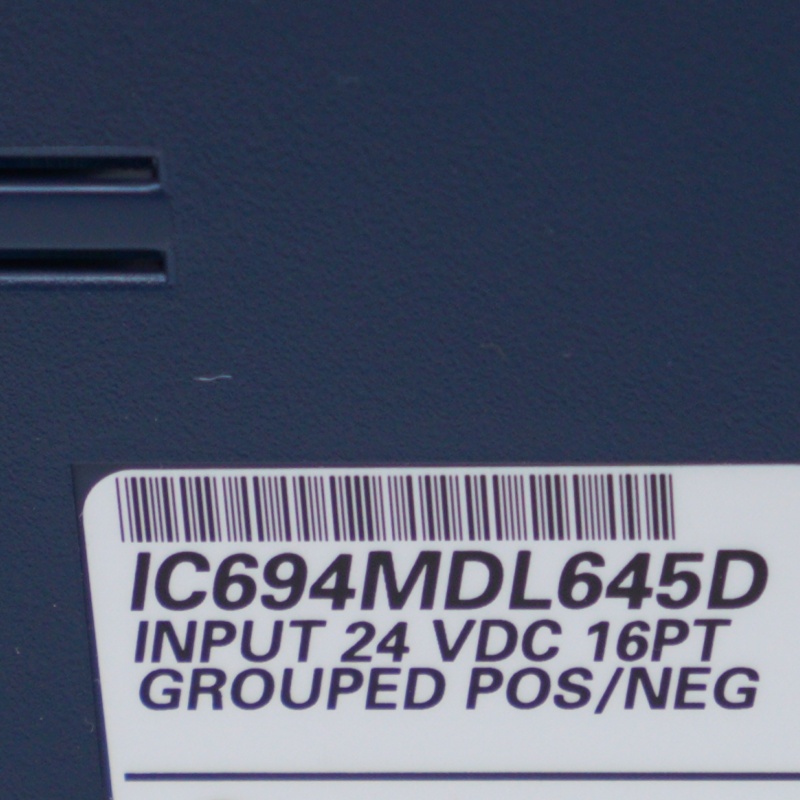 IC694MDL645D
INPUT 24 VDC 16PT
GROUPED POS/NEG